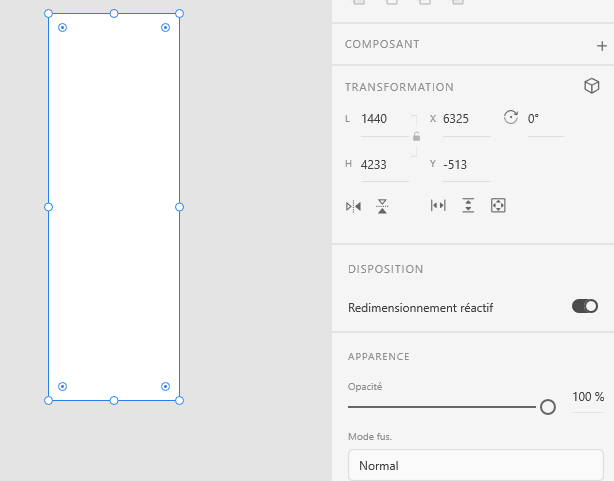 COMPOSANT
TRANSFORMATION
L 1440 X 6325 0°
H 4233 Y -513
DISPOSITION
Redimensionnement réactif
APPARENCE
Opacité
100 %
Mode fus.
Normal